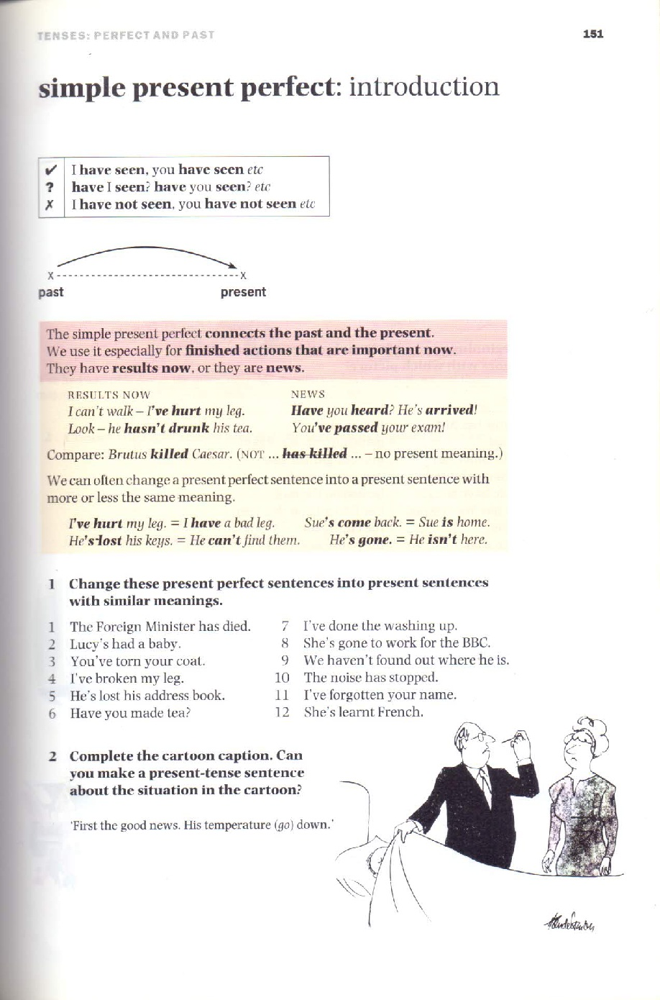 TENSES: PERFECT AND PAST 151
simple present perfect: introduction
✓ I have seen, you have seen etc
? have I seen? have you seen? etc
✗ I have not seen, you have not seen etc
X - - - - - - - - - - - - - - - - - - - - - - - - - - - - - - - - X
past present
The simple present perfect connects the past and the present.
We use it especially for finished actions that are important now.
They have results now, or they are news.
RESULTS NOW NEWS
I can't walk – I've hurt my leg. Have you heard? He's arrived!
Look – he hasn't drunk his tea. You've passed your exam!
Compare: Brutus killed Caesar. (NOT ... has killed ... – no present meaning.)
We can often change a present perfect sentence into a present sentence with
more or less the same meaning.
I've hurt my leg. = I have a bad leg. Sue's come back. = Sue is home.
He's lost his keys. = He can't find them. He's gone. = He isn't here.
1 Change these present perfect sentences into present sentences
with similar meanings.
1 The Foreign Minister has died.
2 Lucy's had a baby.
3 You've torn your coat.
4 I've broken my leg.
5 He's lost his address book.
6 Have you made tea?
7 I've done the washing up.
8 She's gone to work for the BBC.
9 We haven't found out where he is.
10 The noise has stopped.
11 I've forgotten your name.
12 She's learnt French.
2 Complete the cartoon caption. Can
you make a present-tense sentence
about the situation in the cartoon?
'First the good news. His temperature (go) down.'